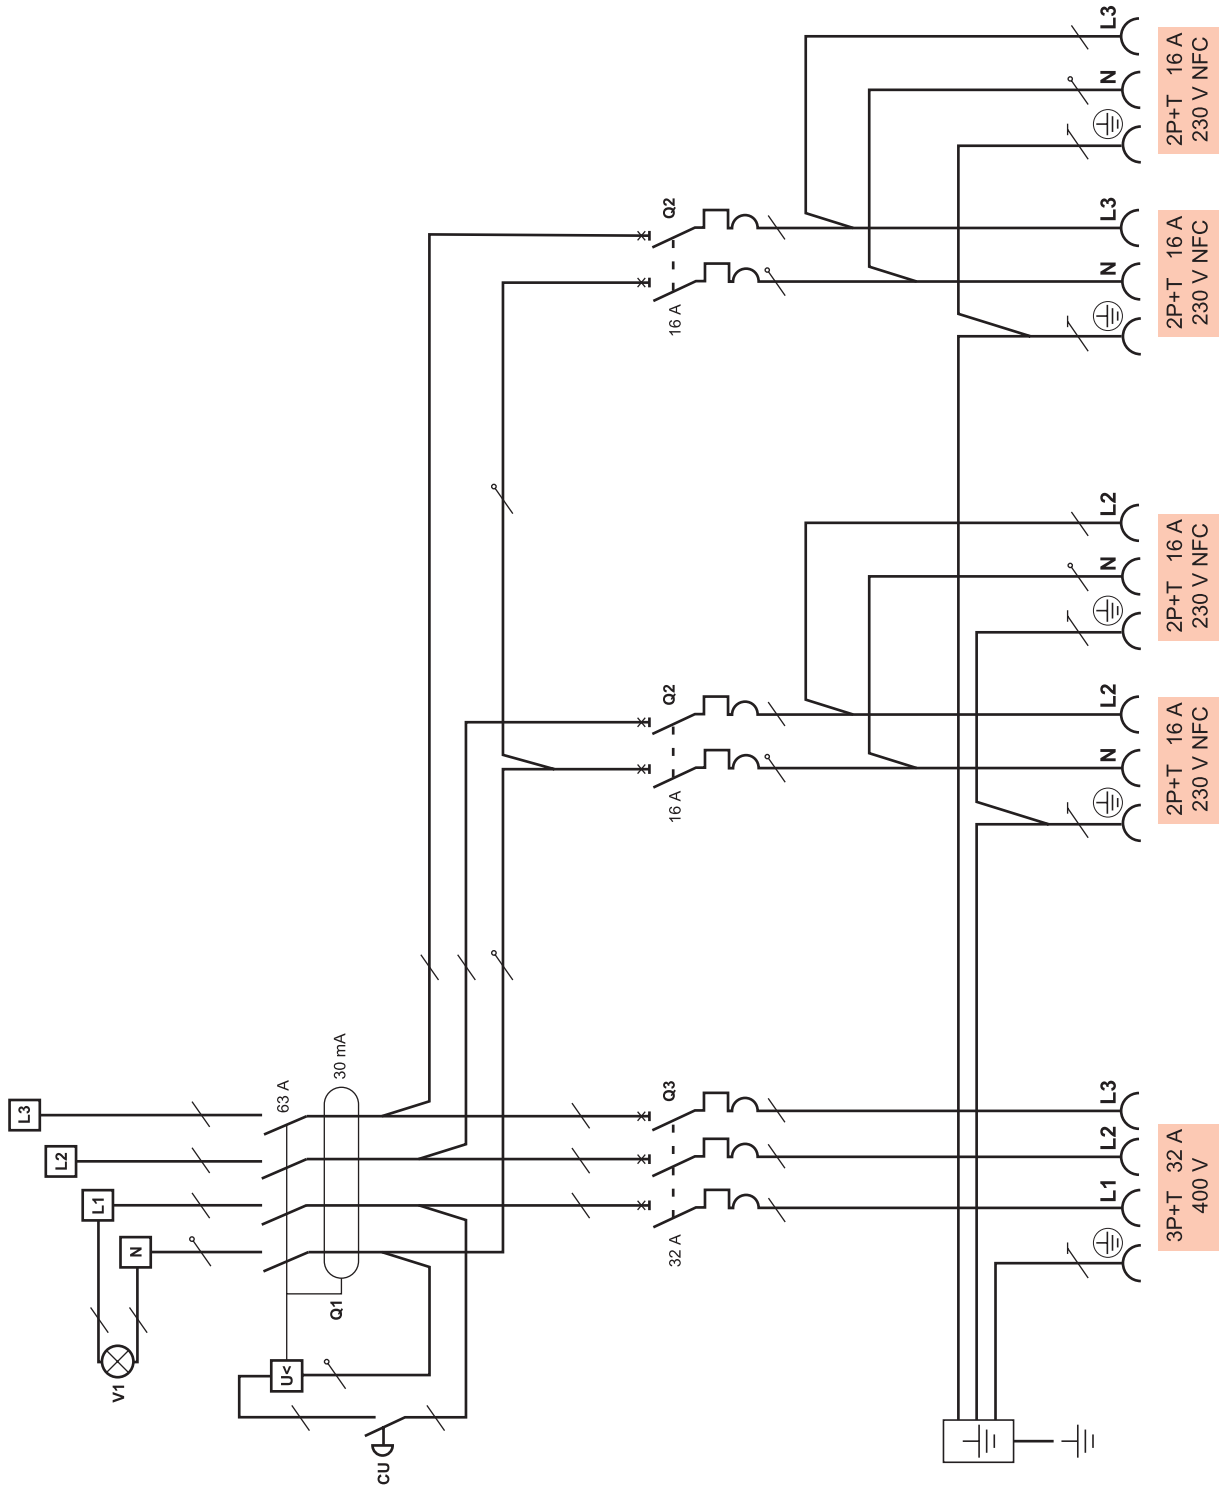 L3
L2
L1
N
V1
63 A
30 mA
Q1
U<
CU
Q2
16 A
Q2
16 A
Q3
32 A
L3
N
2P+T 16 A
230 V NFC
L3
N
2P+T 16 A
230 V NFC
L2
N
2P+T 16 A
230 V NFC
L2
N
2P+T 16 A
230 V NFC
L3
L2
L1
3P+T 32 A
400 V